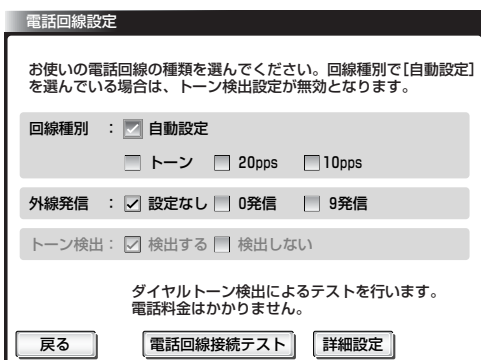 電話回線設定
お使いの電話回線の種類を選んでください。回線種別で[自動設定]
を選んでいる場合は、トーン検出設定が無効となります。
回線種別 : 自動設定
トーン 20pps 10pps
外線発信 : 設定なし 0発信 9発信
トーン検出 : 検出する 検出しない
ダイヤルトーン検出によるテストを行います。
電話料金はかかりません。
戻る 電話回線接続テスト 詳細設定